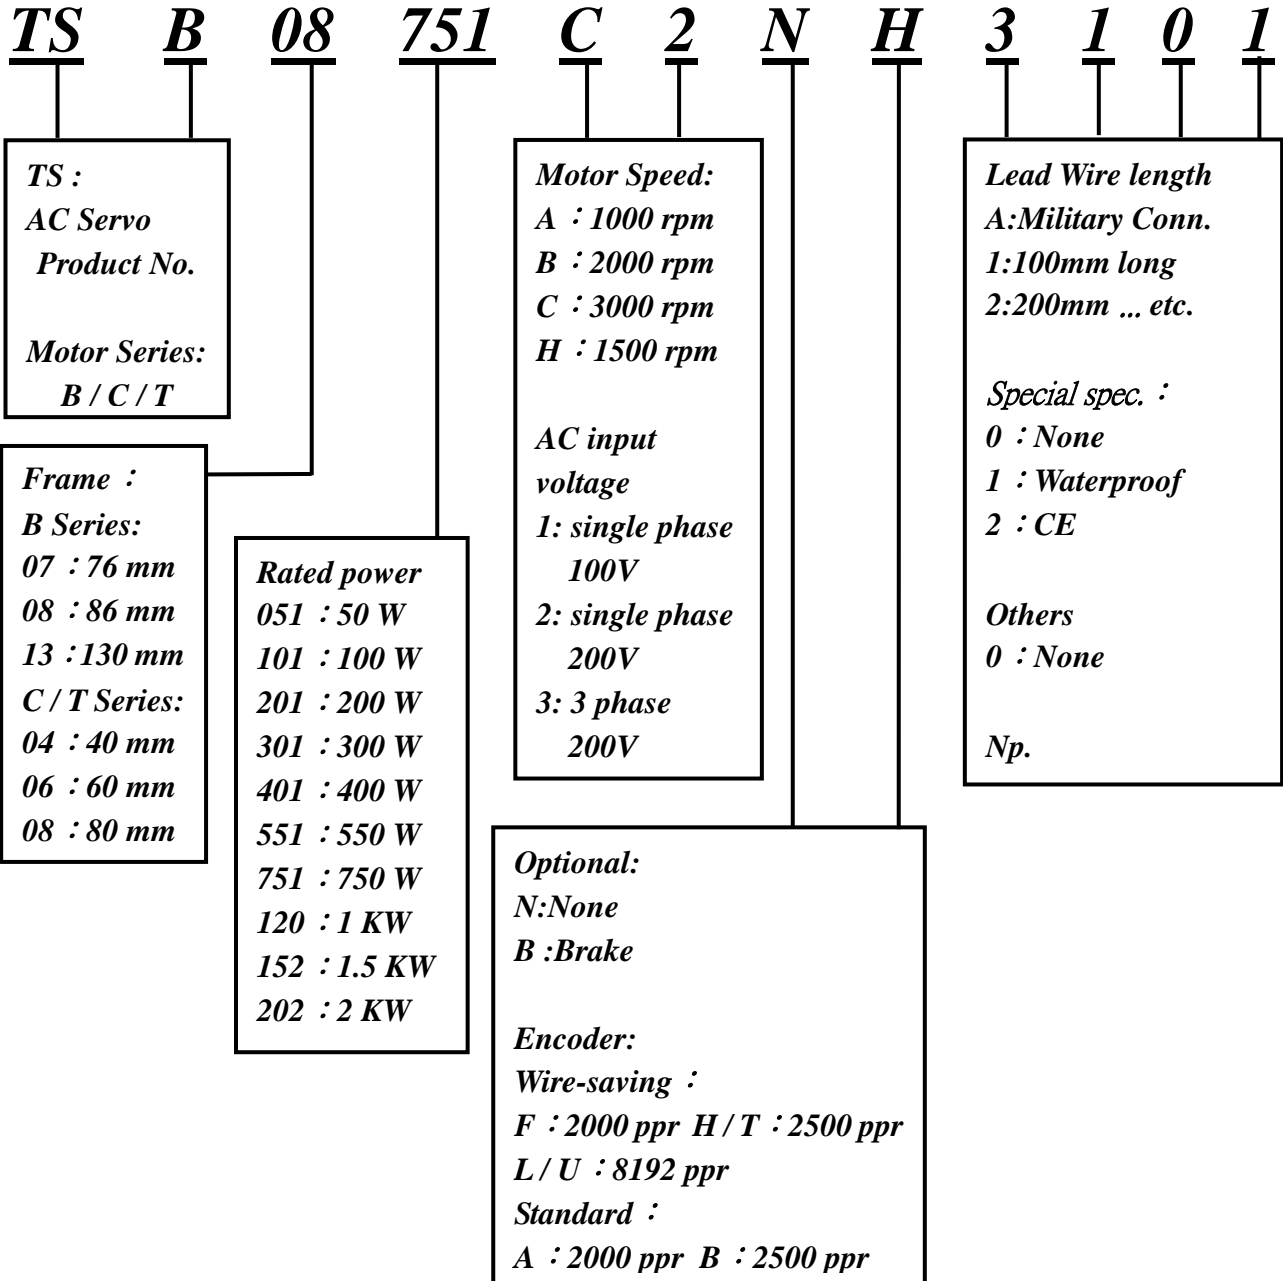 TS B 08 751 C 2 N H 3 1 0 1
TS :
AC Servo
Product No.
Motor Series:
B / C / T
Frame：
B Series:
07：76 mm
08：86 mm
13：130 mm
C / T Series:
04：40 mm
06：60 mm
08：80 mm
Rated power
051：50 W
101：100 W
201：200 W
301：300 W
401：400 W
551：550 W
751：750 W
120：1 KW
152：1.5 KW
202：2 KW
Motor Speed:
A：1000 rpm
B：2000 rpm
C：3000 rpm
H：1500 rpm
AC input
voltage
1: single phase
100V
2: single phase
200V
3: 3 phase
200V
Optional:
N:None
B :Brake
Encoder:
Wire-saving：
F：2000 ppr H / T：2500 ppr
L / U：8192 ppr
Standard：
A：2000 ppr B：2500 ppr
Lead Wire length
A:Military Conn.
1:100mm long
2:200mm ... etc.
Special spec.：
0：None
1：Waterproof
2：CE
Others
0：None
Np.